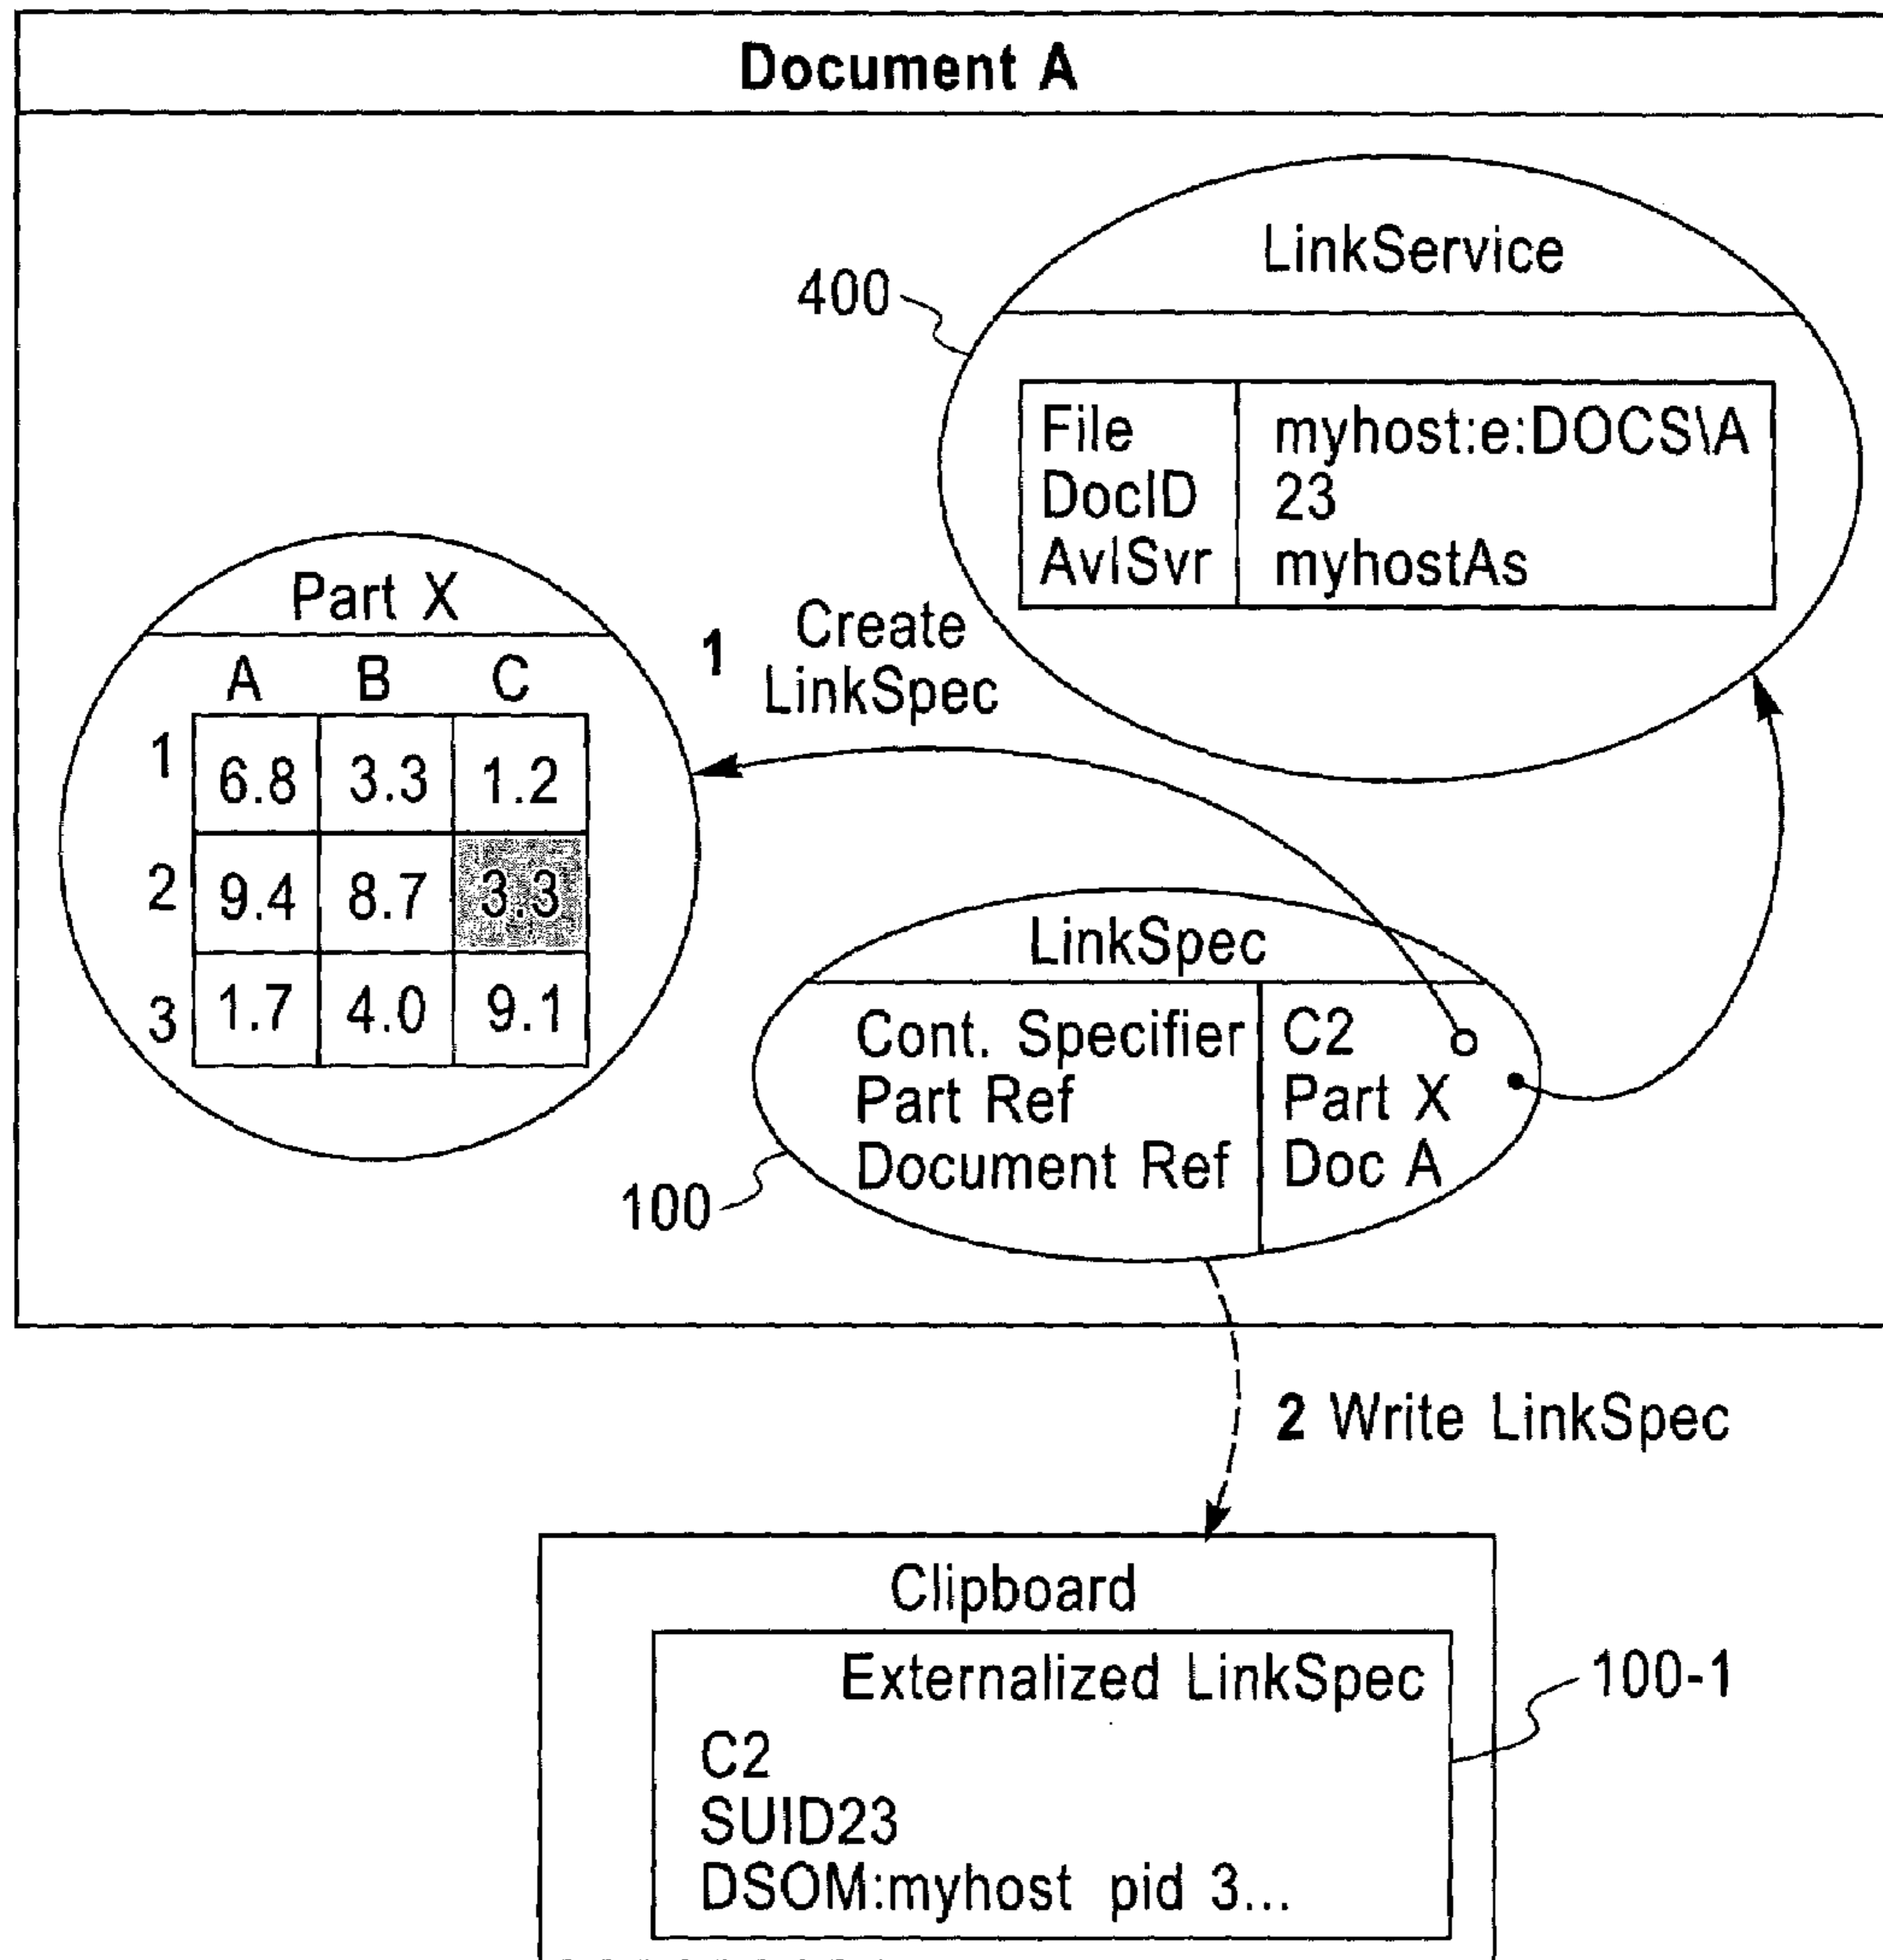 Document A
LinkService
400
File myhost:e:DOCS\A
DocID 23
AvlSvr myhostAs
Part X
A B C
1 6.8 3.3 1.2
2 9.4 8.7 3.3
3 1.7 4.0 9.1
1 Create
LinkSpec
LinkSpec
Cont. Specifier C2
Part Ref Part X
Document Ref Doc A
100
2 Write LinkSpec
Clipboard
Externalized LinkSpec
100-1
C2
SUID23
DSOM:myhost pid 3...